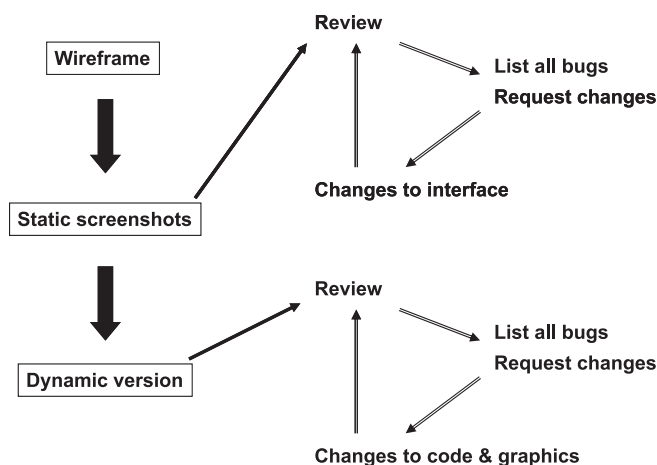 Review
Wireframe
List all bugs
Request changes
Changes to interface
Static screenshots
Review
List all bugs
Request changes
Dynamic version
Changes to code & graphics